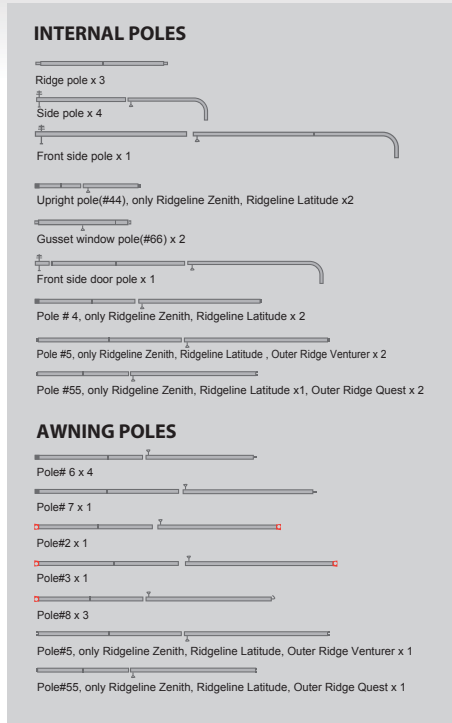 INTERNAL POLES
Ridge pole x 3
Side pole x 4
Front side pole x 1
Upright pole(#44), only Ridgeline Zenith, Ridgeline Latitude x2
Gusset window pole(#66) x 2
Front side door pole x 1
Pole # 4, only Ridgeline Zenith, Ridgeline Latitude x 2
Pole #5, only Ridgeline Zenith, Ridgeline Latitude , Outer Ridge Venturer x 2
Pole #55, only Ridgeline Zenith, Ridgeline Latitude x1, Outer Ridge Quest x 2
AWNING POLES
Pole# 6 x 4
Pole# 7 x 1
Pole#2 x 1
Pole#3 x 1
Pole#8 x 3
Pole#5, only Ridgeline Zenith, Ridgeline Latitude, Outer Ridge Venturer x 1
Pole#55, only Ridgeline Zenith, Ridgeline Latitude, Outer Ridge Quest x 1